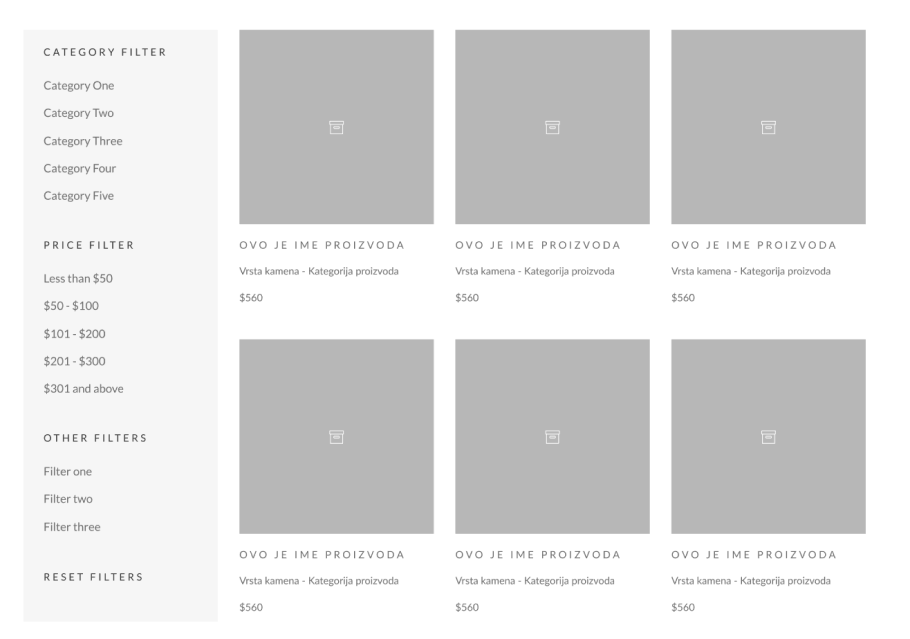 CATEGORY FILTER
Category One
Category Two
Category Three
Category Four
Category Five
PRICE FILTER
Less than $50
$50 - $100
$101 - $200
$201 - $300
$301 and above
OTHER FILTERS
Filter one
Filter two
Filter three
RESET FILTERS
OVO JE IME PROIZVODA
Vrsta kamena - Kategorija proizvoda
$560
OVO JE IME PROIZVODA
Vrsta kamena - Kategorija proizvoda
$560
OVO JE IME PROIZVODA
Vrsta kamena - Kategorija proizvoda
$560
OVO JE IME PROIZVODA
Vrsta kamena - Kategorija proizvoda
$560
OVO JE IME PROIZVODA
Vrsta kamena - Kategorija proizvoda
$560
OVO JE IME PROIZVODA
Vrsta kamena - Kategorija proizvoda
$560